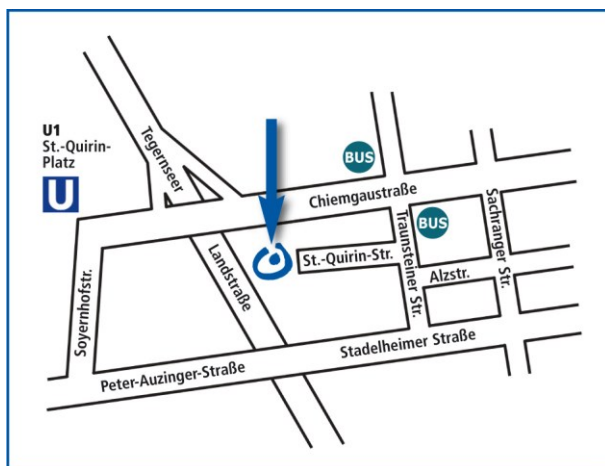 U1
St.-Quirin-
Platz
U
Tegernseer
Landstraße
BUS
Chiemgaustraße
BUS
Sachranger Str.
Traunsteiner Str.
St.-Quirin-Str.
Alzstr.
Soyernhofstr.
Stadelheimer Straße
Peter-Auzinger-Straße